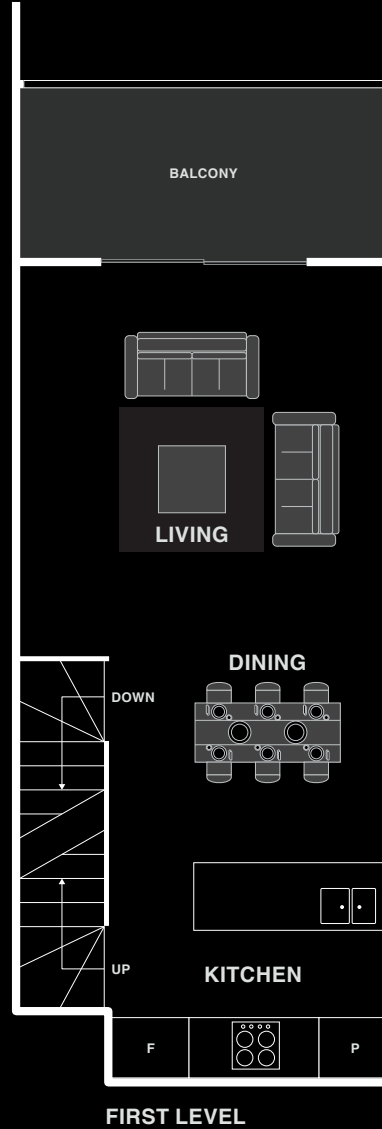 BALCONY
LIVING
DINING
DOWN
UP
KITCHEN
F
P
FIRST LEVEL